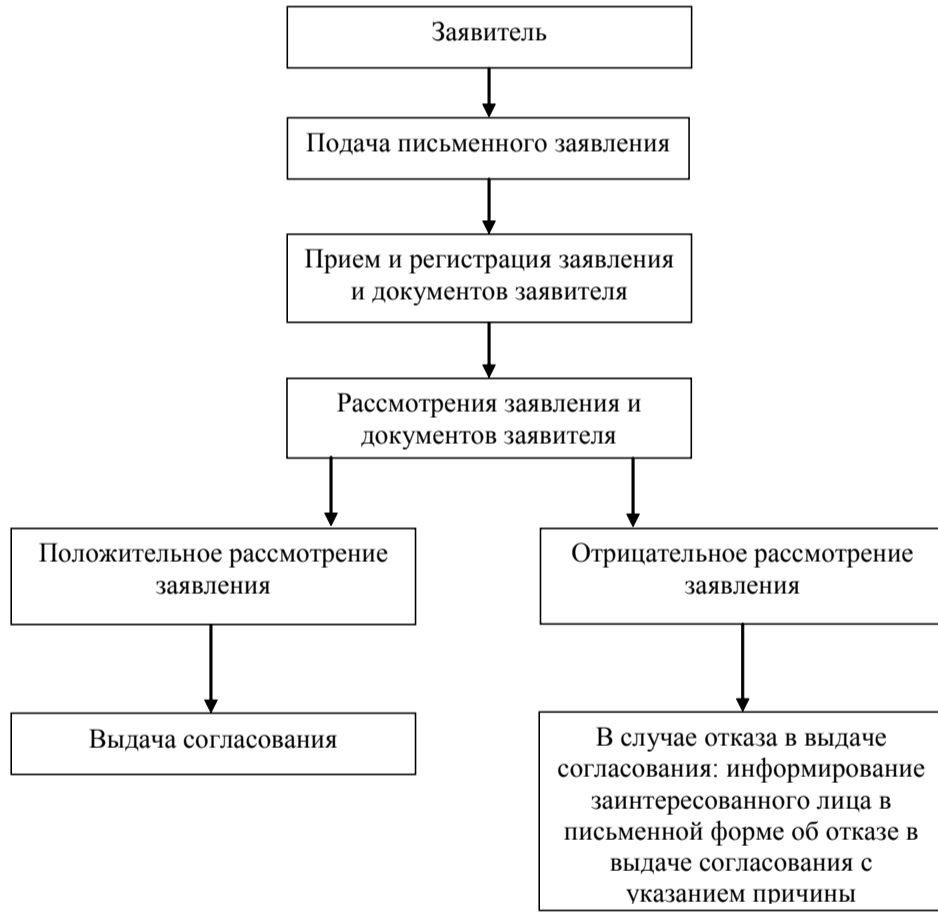 Заявитель
Подача письменного заявления
Прием и регистрация заявления
и документов заявителя
Рассмотрения заявления и
документов заявителя
Положительное рассмотрение
заявления
Отрицательное рассмотрение
заявления
Выдача согласования
В случае отказа в выдаче
согласования: информирование
заинтересованного лица в
письменной форме об отказе в
выдаче согласования с
указанием причины